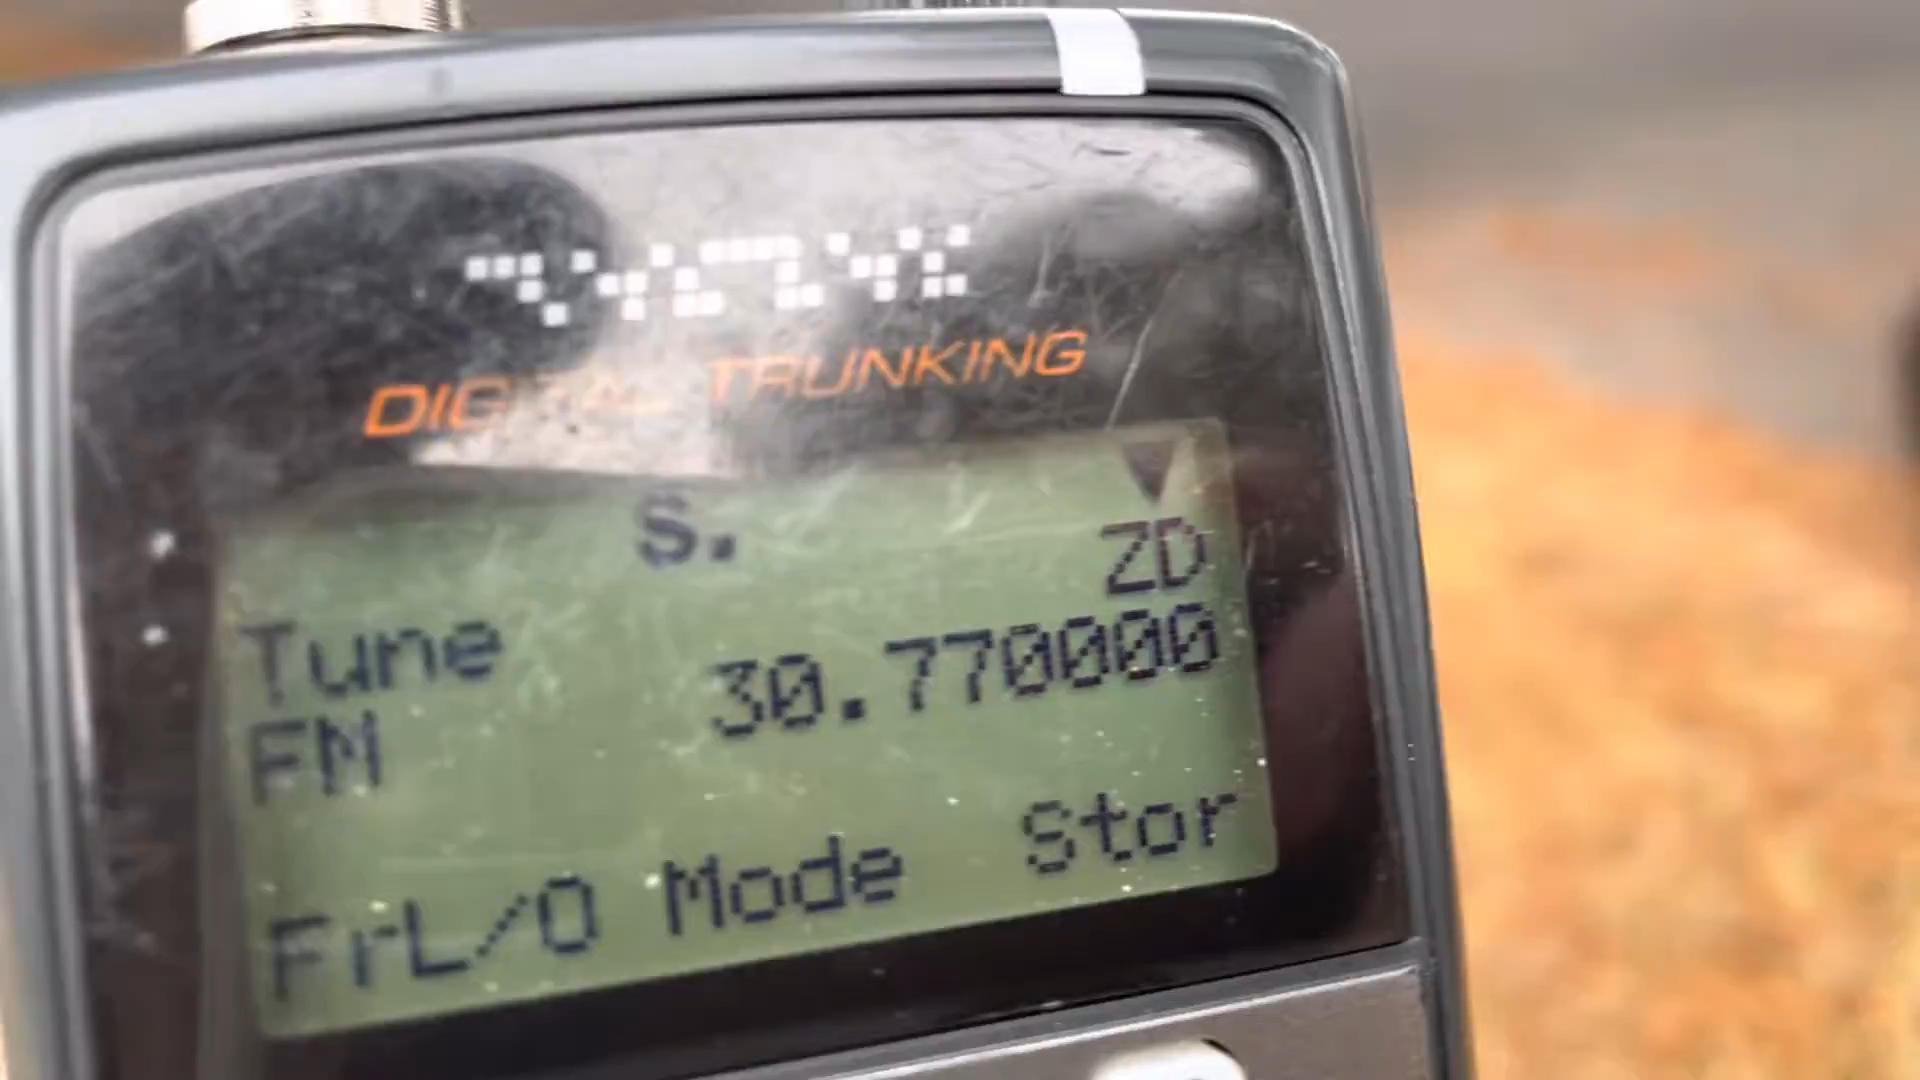 DIGITAL TRUNKING
S.
ZD
Tune 30.770000
FM
FrL/O Mode Stor